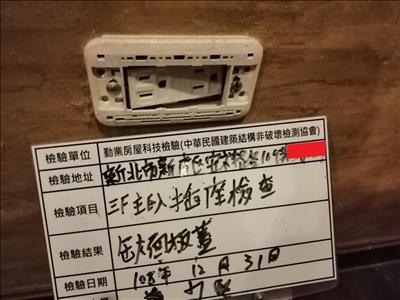 檢驗單位 勤業房屋科技檢驗(中華民國建築結構非破壞檢測協會)
檢驗地址 新北市新店區安
檢驗項目 3F主臥插座檢查
檢驗結果 缺面板蓋
檢驗日期 108年12月31日